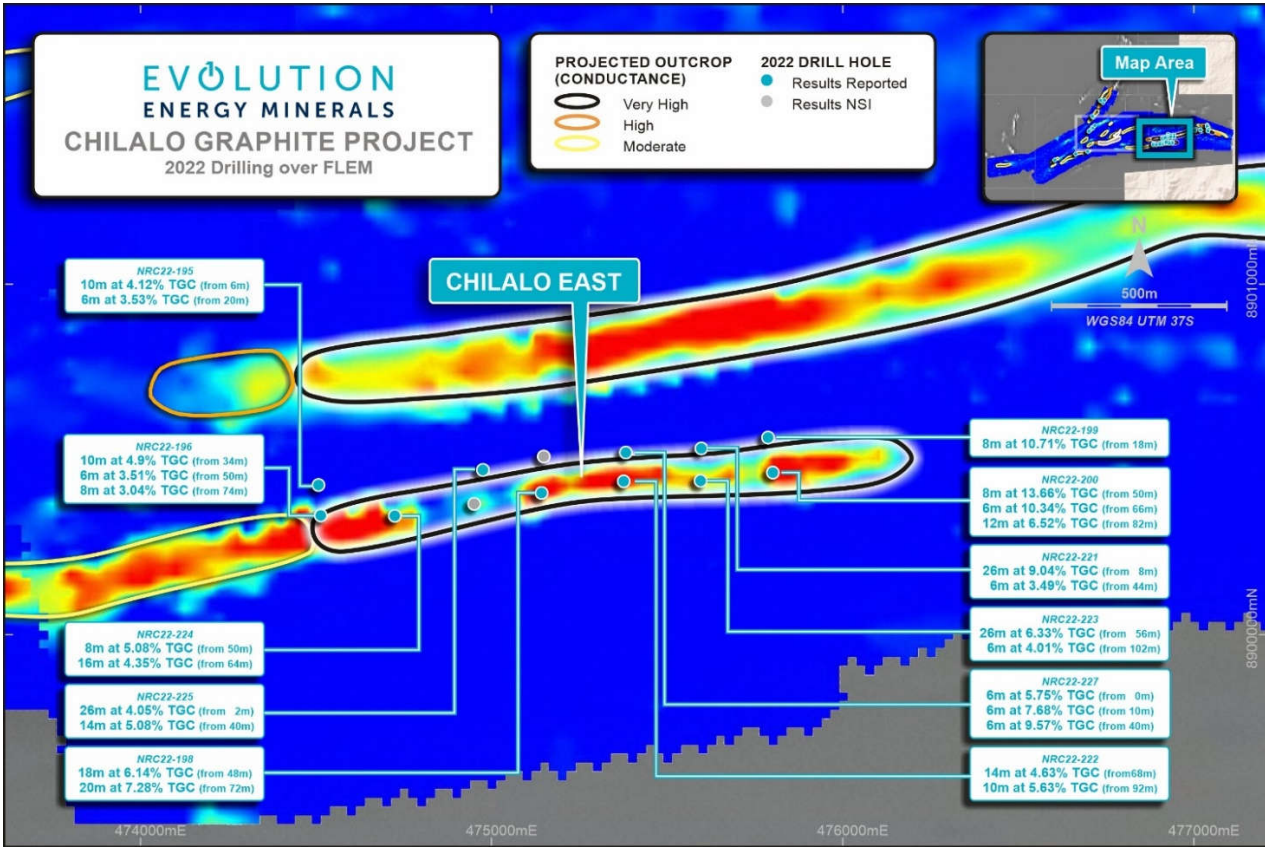 EVOLUTION
ENERGY MINERALS
CHILALO GRAPHITE PROJECT
2022 Drilling over FLEM
PROJECTED OUTCROP
(CONDUCTANCE)
Very High
High
Moderate
2022 DRILL HOLE
Results Reported
Results NSI
Map Area
N
500m
WGS84 UTM 37S
8901000mN
8900000mN
CHILALO EAST
NRC22-195
10m at 4.12% TGC (from 6m)
6m at 3.53% TGC (from 20m)
NRC22-196
10m at 4.9% TGC (from 34m)
6m at 3.51% TGC (from 50m)
8m at 3.04% TGC (from 74m)
NRC22-224
8m at 5.08% TGC (from 50m)
16m at 4.35% TGC (from 64m)
NRC22-225
26m at 4.05% TGC (from 2m)
14m at 5.08% TGC (from 40m)
NRC22-198
18m at 6.14% TGC (from 48m)
20m at 7.28% TGC (from 72m)
NRC22-199
8m at 10.71% TGC (from 18m)
NRC22-200
8m at 13.66% TGC (from 50m)
6m at 10.34% TGC (from 66m)
12m at 6.52% TGC (from 82m)
NRC22-221
26m at 9.04% TGC (from 8m)
6m at 3.49% TGC (from 44m)
NRC22-223
26m at 6.33% TGC (from 56m)
6m at 4.01% TGC (from 102m)
NRC22-227
6m at 5.75% TGC (from 0m)
6m at 7.68% TGC (from 10m)
6m at 9.57% TGC (from 40m)
NRC22-222
14m at 4.63% TGC (from68m)
10m at 5.63% TGC (from 92m)
474000mE
475000mE
476000mE
477000mE